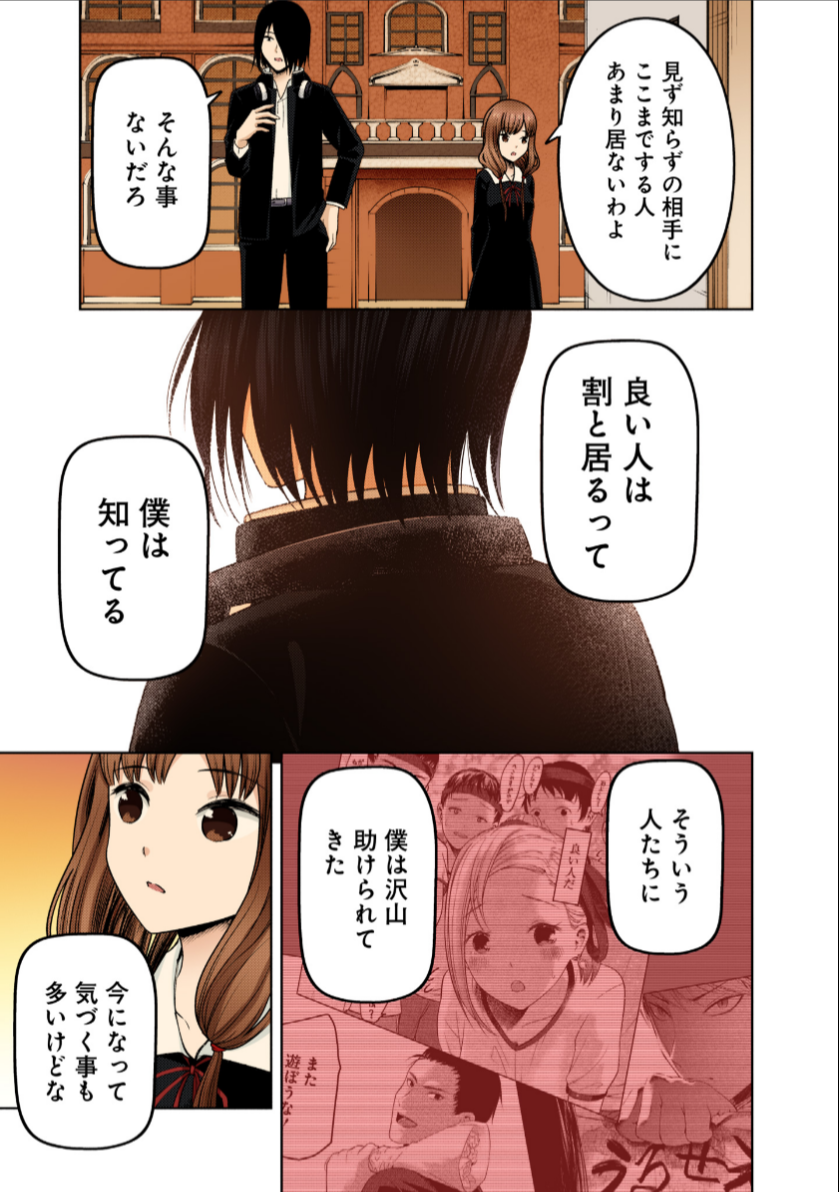 見ず知らずの相手に
ここまでする人
あまり居ないわよ
そんな事
ないだろ
良い人は
割と居るって
僕は
知ってる
そういう
人たちに
僕は沢山
助けられて
きた
良い人だ
また
遊ぼうな!
うるせえ
今になって
気づく事も
多いけどな